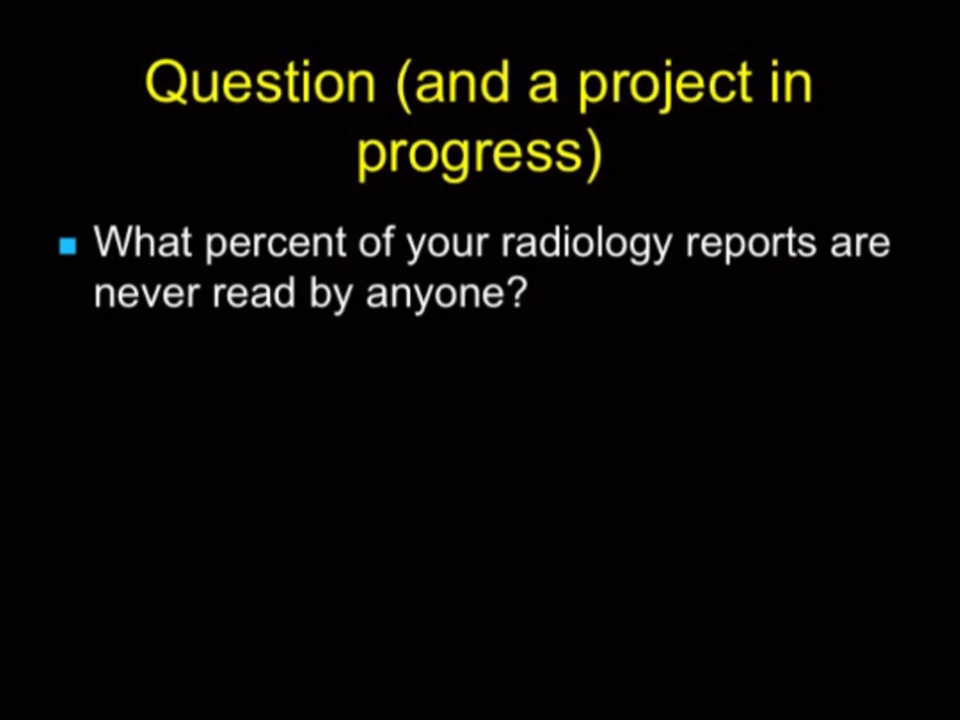 Question (and a project in
progress)
What percent of your radiology reports are
never read by anyone?